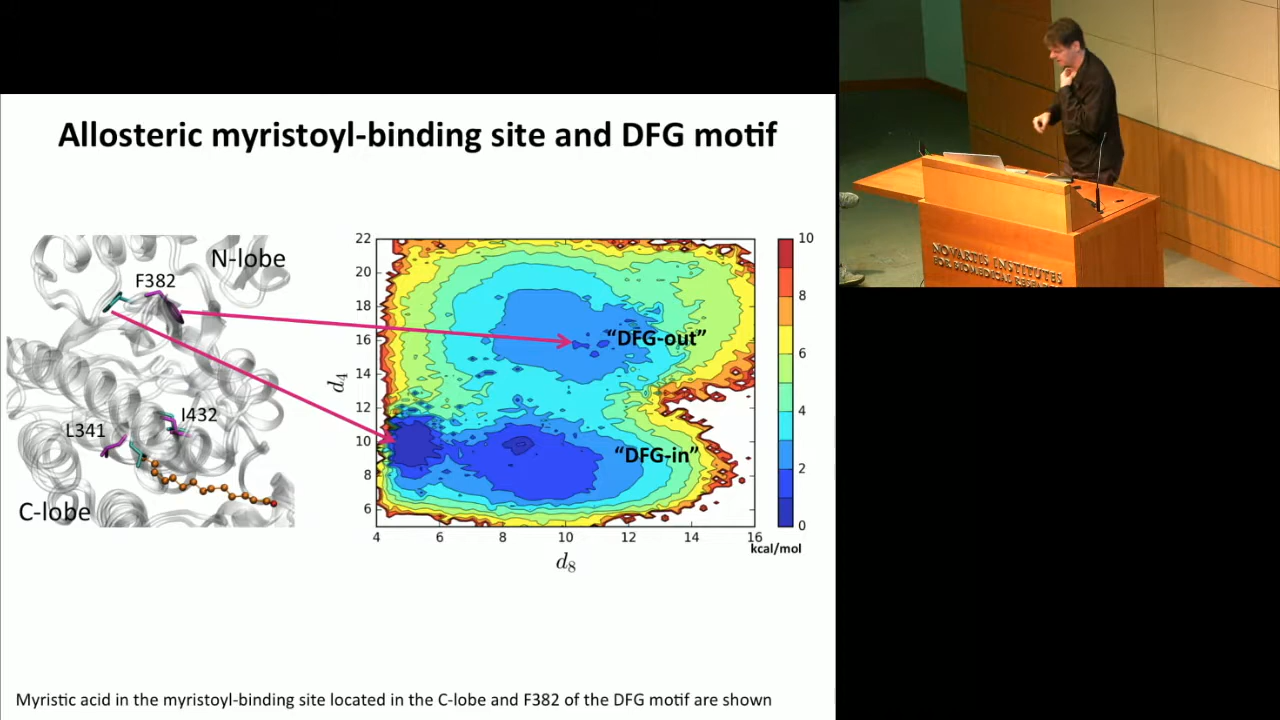 Allosteric myristoyl-binding site and DFG motif
N-lobe
F382
I432
L341
C-lobe
22
20
18
16
14
12
10
8
6
d4
4 6 8 10 12 14 16
d8
"DFG-out"
"DFG-in"
10
8
6
4
2
0
kcal/mol
Myristic acid in the myristoyl-binding site located in the C-lobe and F382 of the DFG motif are shown
NOVARTIS INSTITUTES
FOR BIOMEDICAL RESEARCH